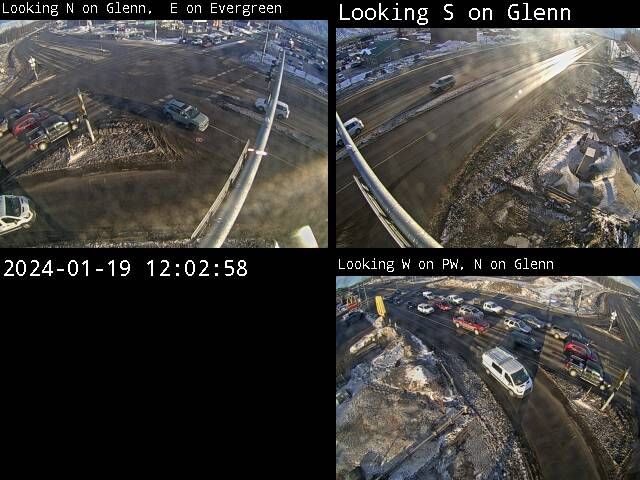 Looking N on Glenn,  E on Evergreen
Looking S on Glenn
2024-01-19 12:02:58
Looking W on PW, N on Glenn